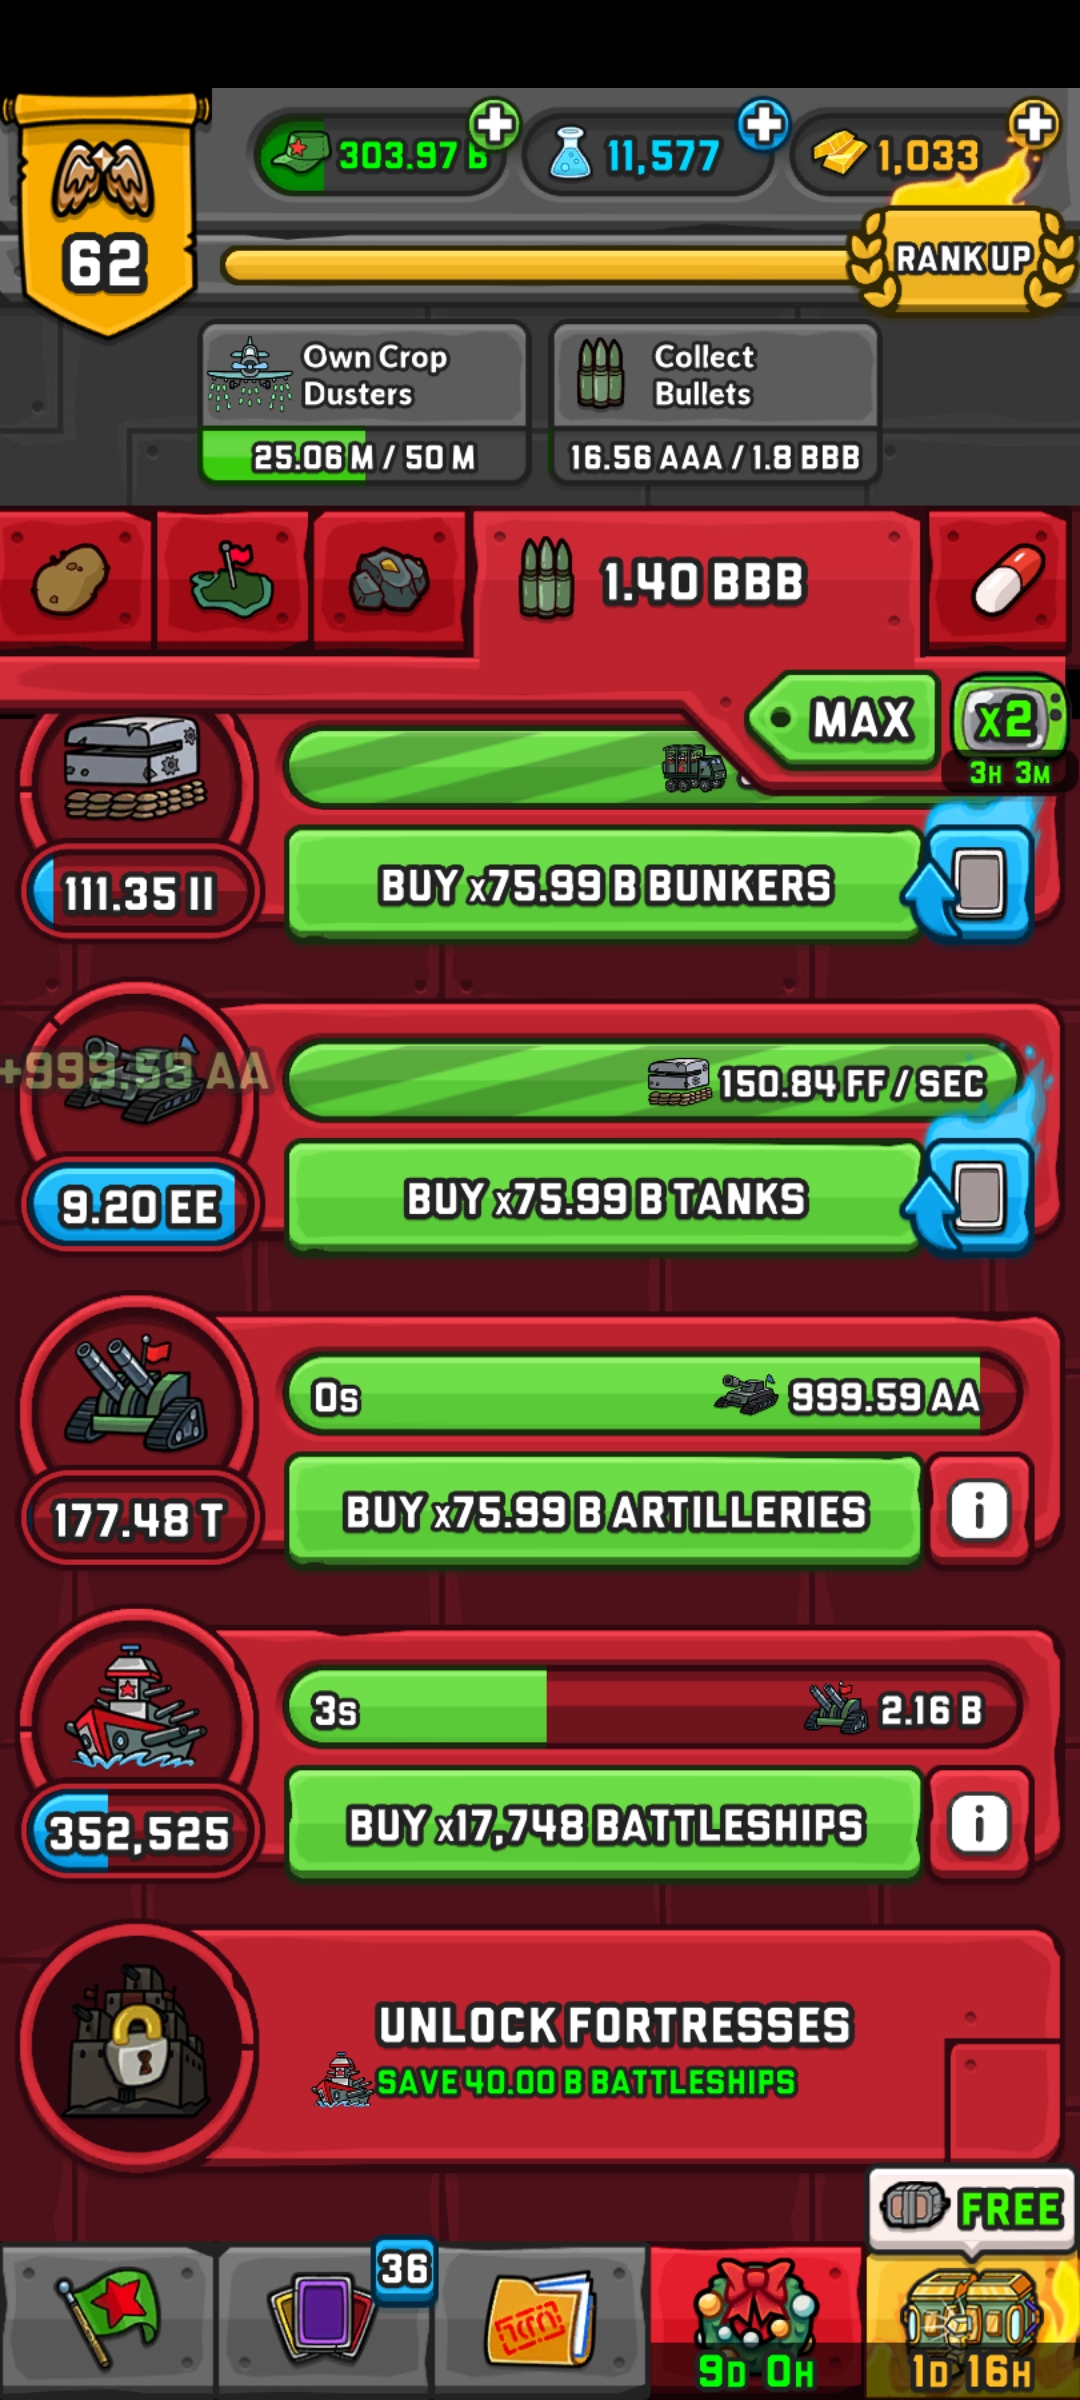 303.97 B
11,577
1,033
62
RANK UP
Own Crop
Dusters
25.06 M / 50 M
Collect
Bullets
16.56 AAA / 1.8 BBB
1.40 BBB
MAX
x2
3H 3M
111.35 II
BUY x75.99 B BUNKERS
+999.59 AA
150.84 FF / SEC
9.20 EE
BUY x75.99 B TANKS
0s
999.59 AA
177.48 T
BUY x75.99 B ARTILLERIES
i
3s
2.16 B
352,525
BUY x17,748 BATTLESHIPS
i
UNLOCK FORTRESSES
SAVE 40.00 B BATTLESHIPS
FREE
36
9D 0H
1D 16H